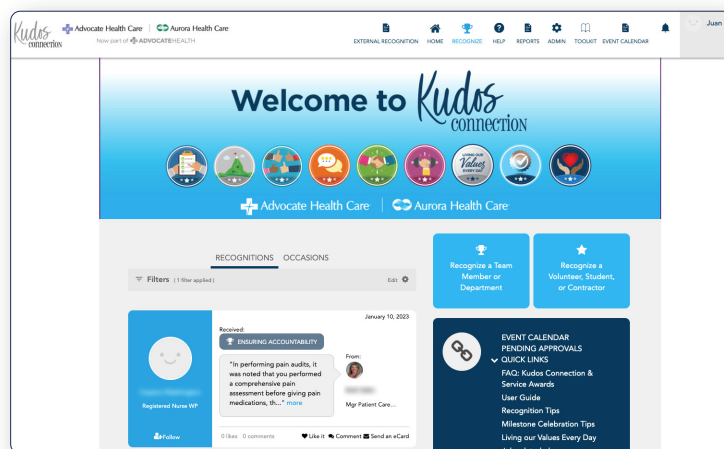 Kudos connection
Advocate Health Care | Aurora Health Care
Now part of ADVOCATEHEALTH
EXTERNAL RECOGNITION HOME RECOGNIZE HELP REPORTS ADMIN TOOLKIT EVENT CALENDAR
Juan
Welcome to Kudos connection
LIVING OUR
Values
EVERY DAY
Advocate Health Care | Aurora Health Care
RECOGNITIONS OCCASIONS
Filters (1 filter applied)
Edit
Recognize a Team
Member or
Department
Recognize a
Volunteer, Student,
or Contractor
January 10, 2023
Received:
ENSURING ACCOUNTABILITY
"In performing pain audits, it
was noted that you performed
a comprehensive pain
assessment before giving pain
medications, th..." more
From:
Mgr Patient Care...
Registered Nurse WP
Follow
0 likes 0 comments
Like it Comment Send an eCard
EVENT CALENDAR
PENDING APPROVALS
QUICK LINKS
FAQ: Kudos Connection &
Service Awards
User Guide
Recognition Tips
Milestone Celebration Tips
Living our Values Every Day